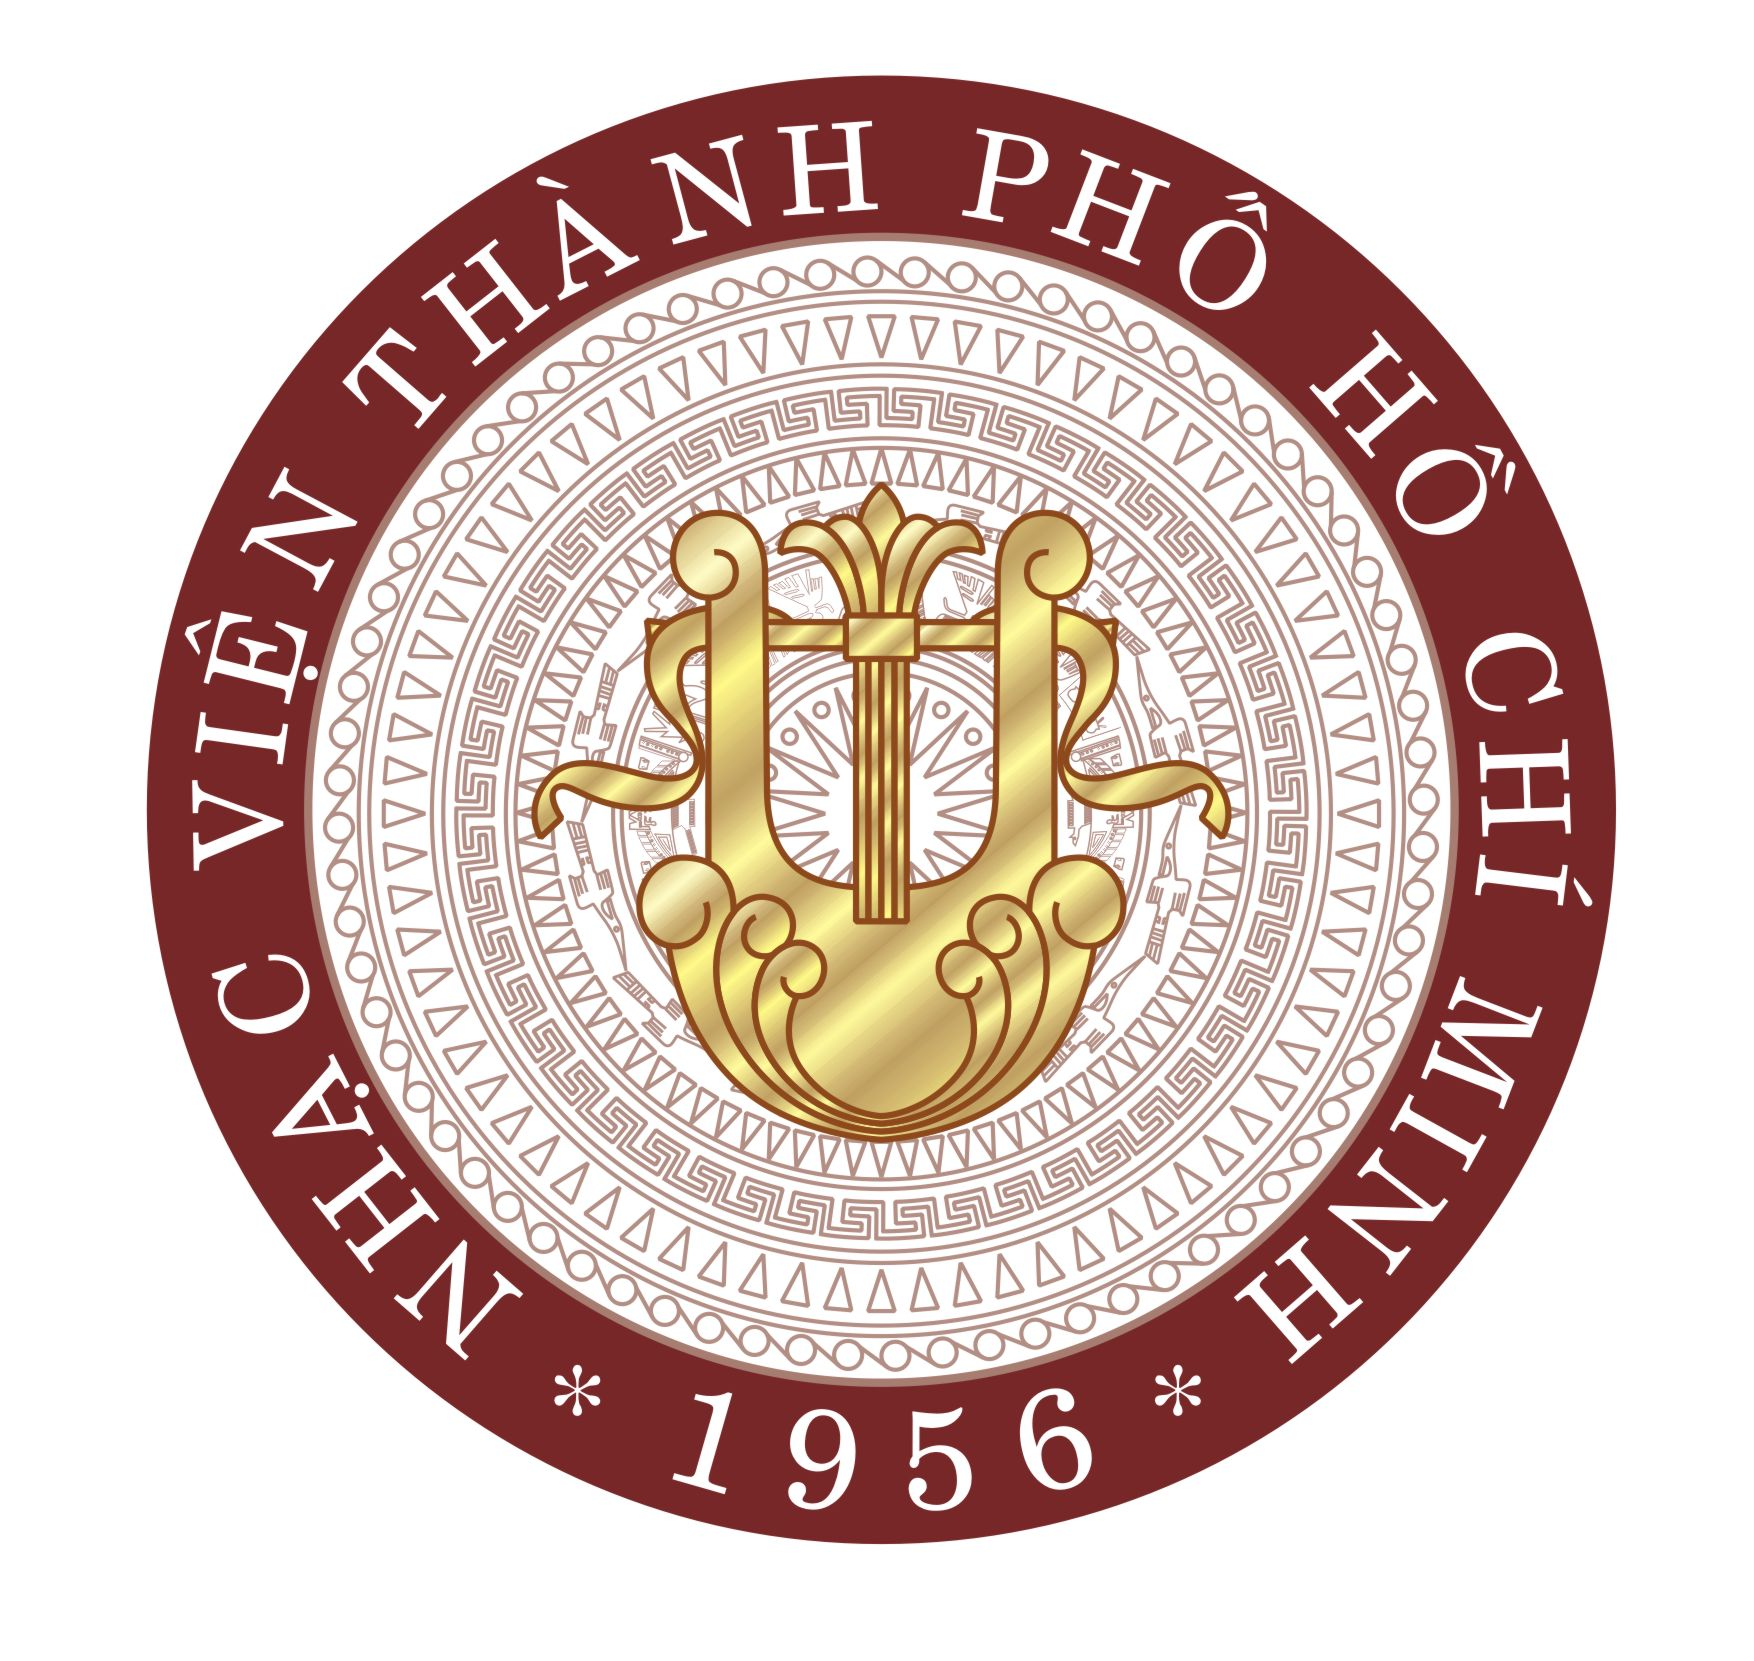 NHẠC VIỆN THÀNH PHỐ HỒ CHÍ MINH
* 1956 *